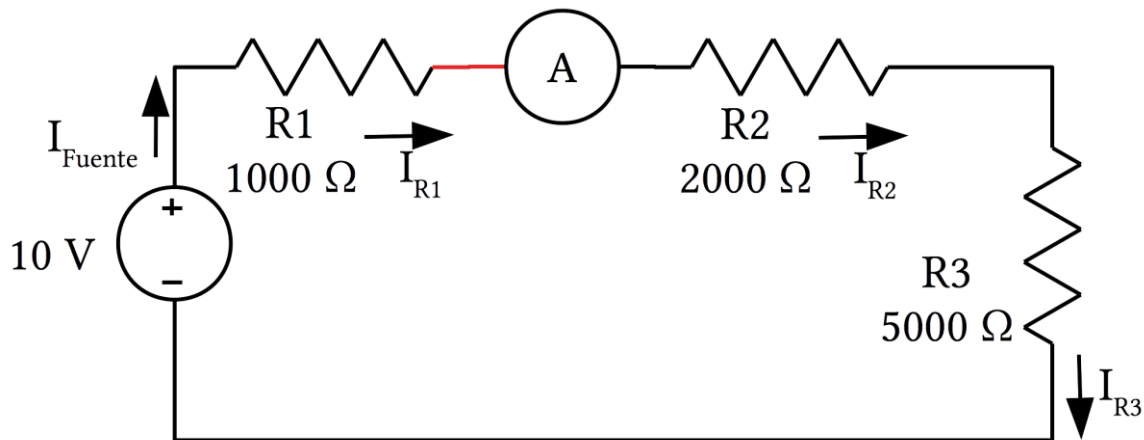 A
R1
1000 Ω
R2
2000 Ω
I_Fuente
I_R1
I_R2
+
10 V
−
R3
5000 Ω
I_R3